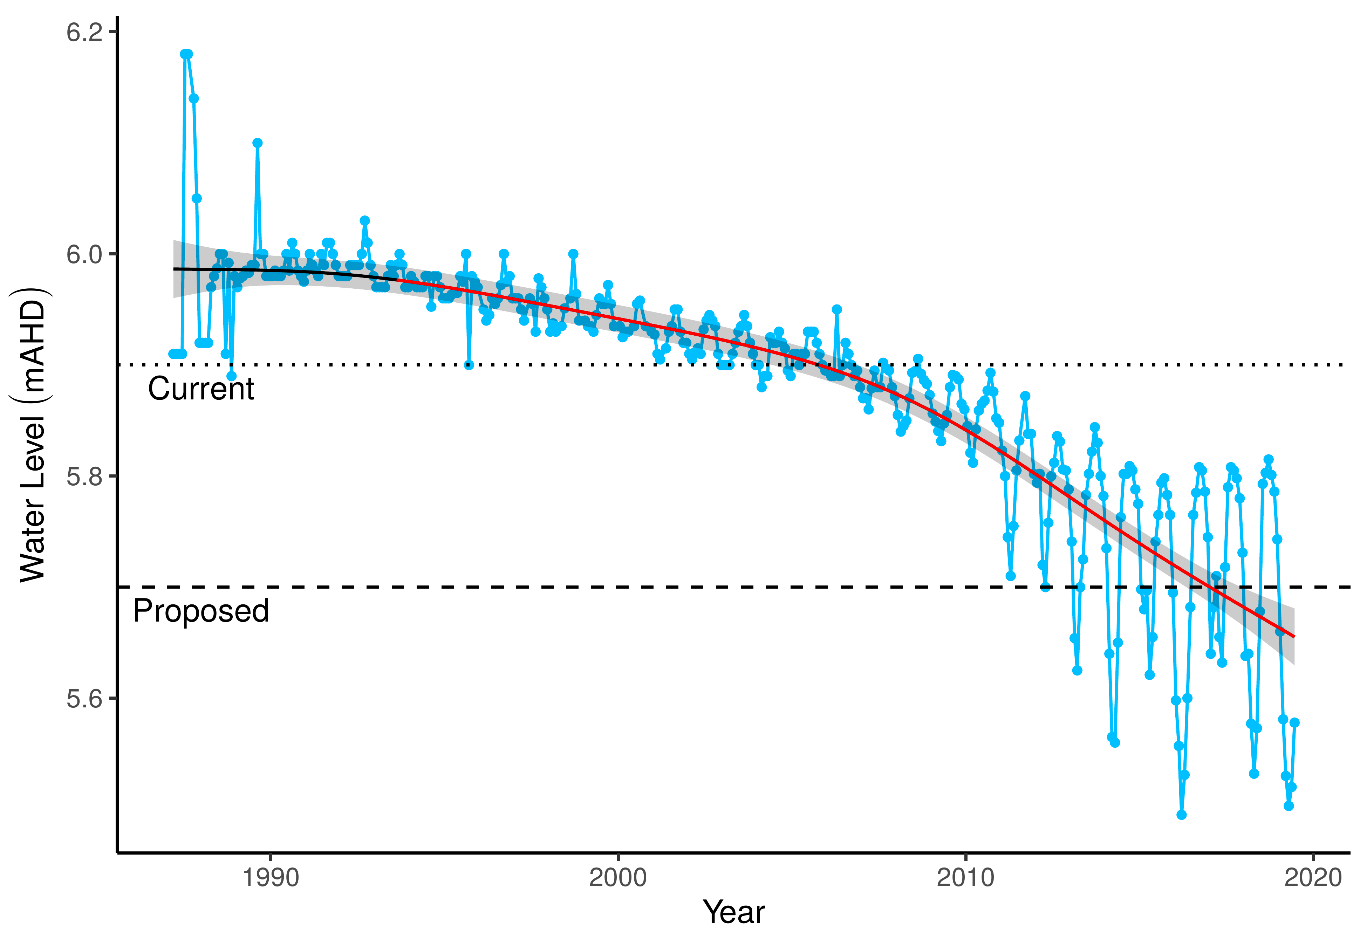 6.2
6.0
5.8
5.6
Water Level (mAHD)
Current
Proposed
1990
2000
2010
2020
Year